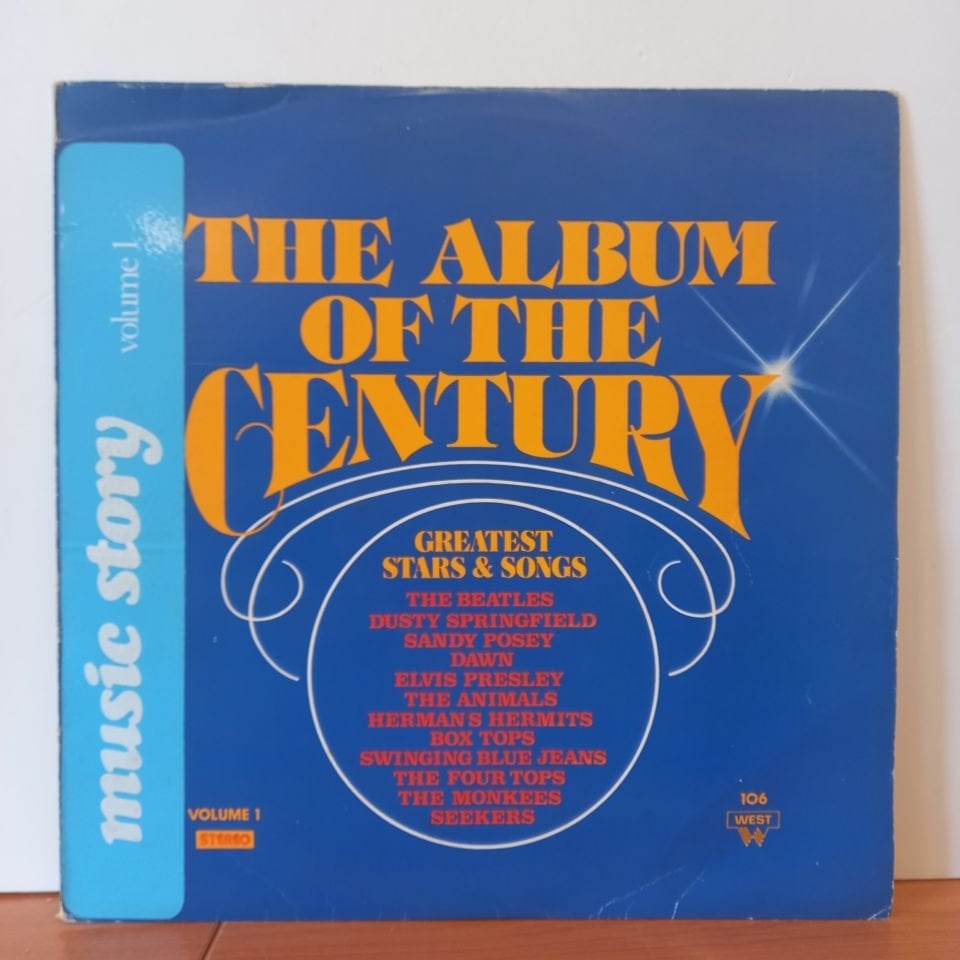 music story
volume 1
THE ALBUM
OF THE
CENTURY
GREATEST
STARS & SONGS
THE BEATLES
DUSTY SPRINGFIELD
SANDY POSEY
DAWN
ELVIS PRESLEY
THE ANIMALS
HERMANS HERMITS
BOX TOPS
SWINGING BLUE JEANS
THE FOUR TOPS
THE MONKEES
SEEKERS
VOLUME 1
STEREO
106
WEST